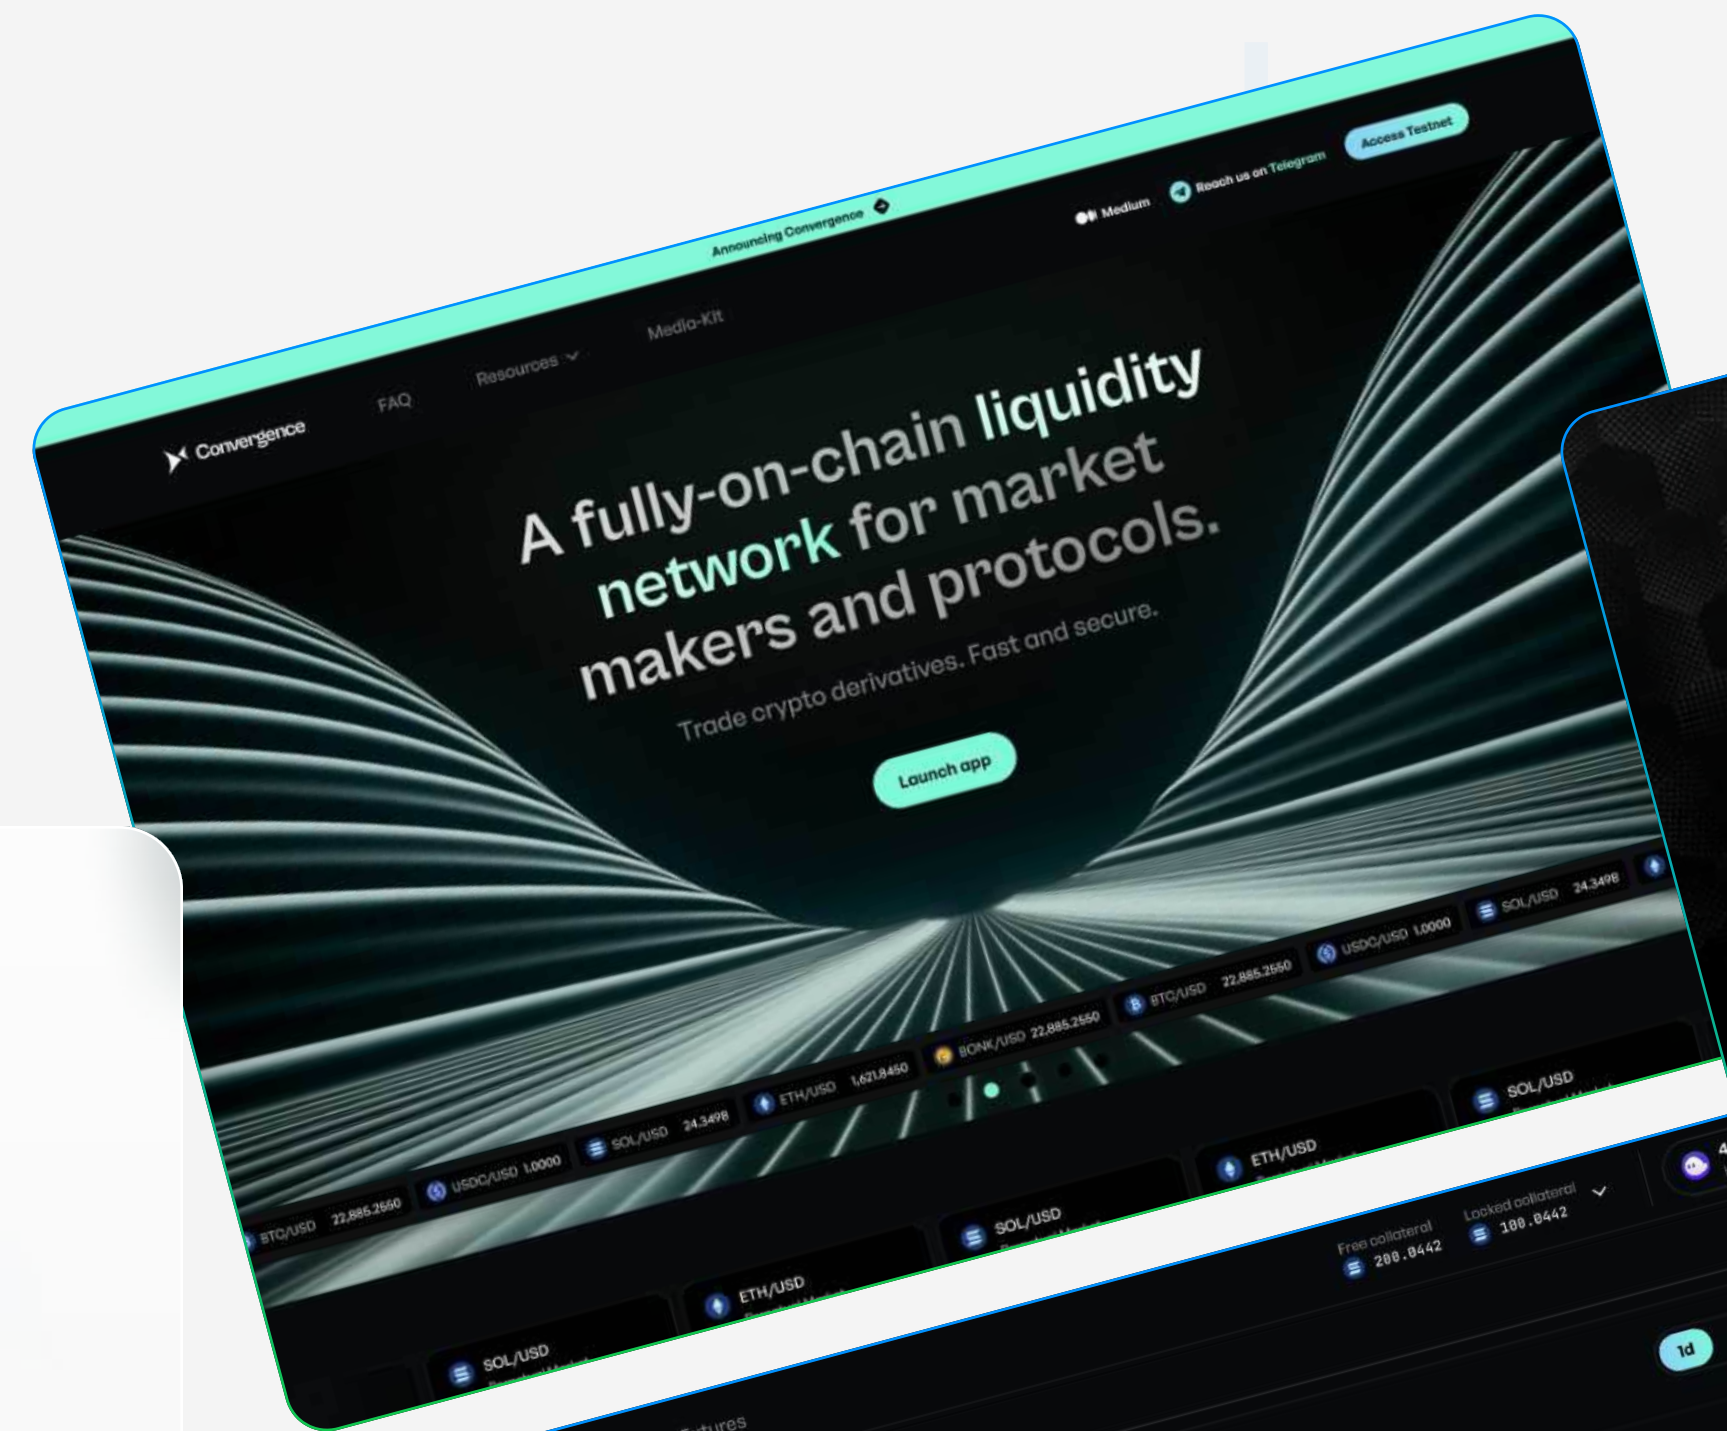 Announcing Convergence
Convergence
FAQ
Resources
Media-Kit
Medium
Reach us on Telegram
Access Testnet
A fully-on-chain liquidity
network for market
makers and protocols.
Trade crypto derivatives. Fast and secure.
Launch app
BTC/USD 22,885.2550
USDC/USD 1.0000
SOL/USD 24.3498
ETH/USD 1,621.8450
BONK/USD 22,885.2550
BTC/USD 22,885.2550
USDC/USD 1.0000
SOL/USD 24.3498
SOL/USD
ETH/USD
SOL/USD
ETH/USD
SOL/USD
Free collateral
200.0442
Locked collateral
100.0442
1d